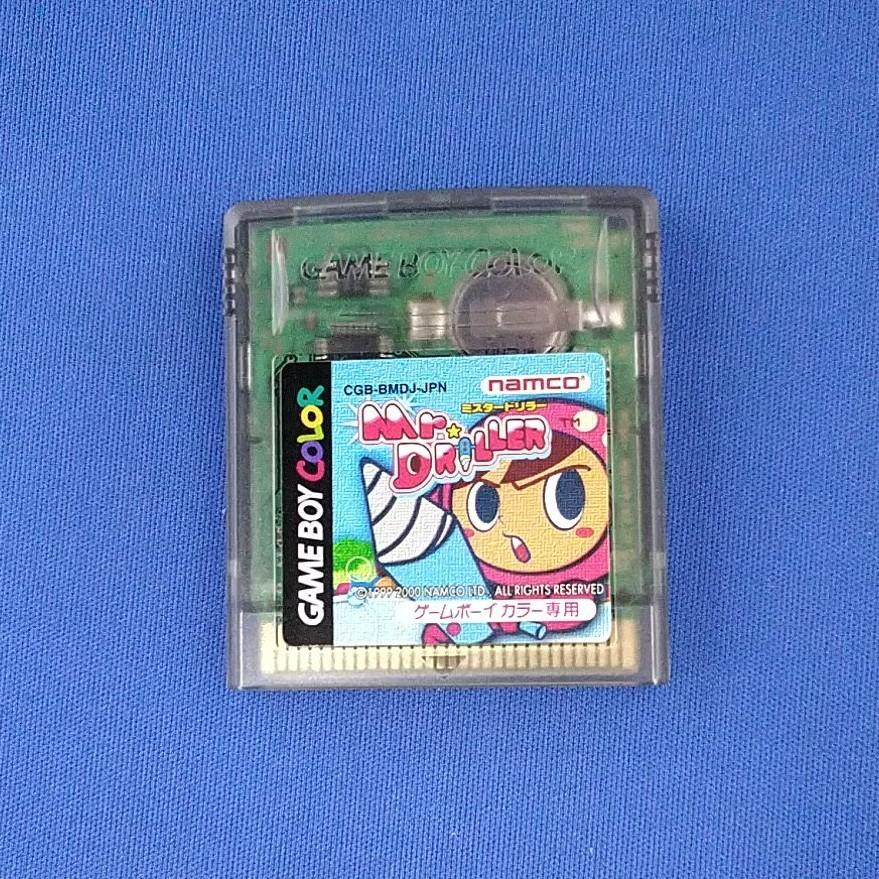 GAME BOY COLOR
GAME BOY COLOR
CGB-BMDJ-JPN
namco®
ミスタードリラー
Mr. DRILLER
TM
©1999 2000 NAMCO LTD., ALL RIGHTS RESERVED
ゲームボーイカラー専用